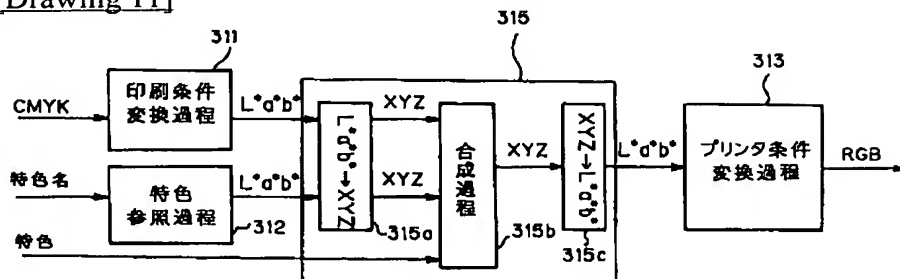 [Drawing 11]
315
311
313
CMYK
印刷条件
変換過程
L*a*b*
XYZ
L*a*b*→XYZ
合成過程
XYZ
XYZ→L*a*b*
L*a*b*
プリンタ条件
変換過程
RGB
特色名
特色
参照過程
312
L*a*b*
XYZ
315a
315b
315c
特色